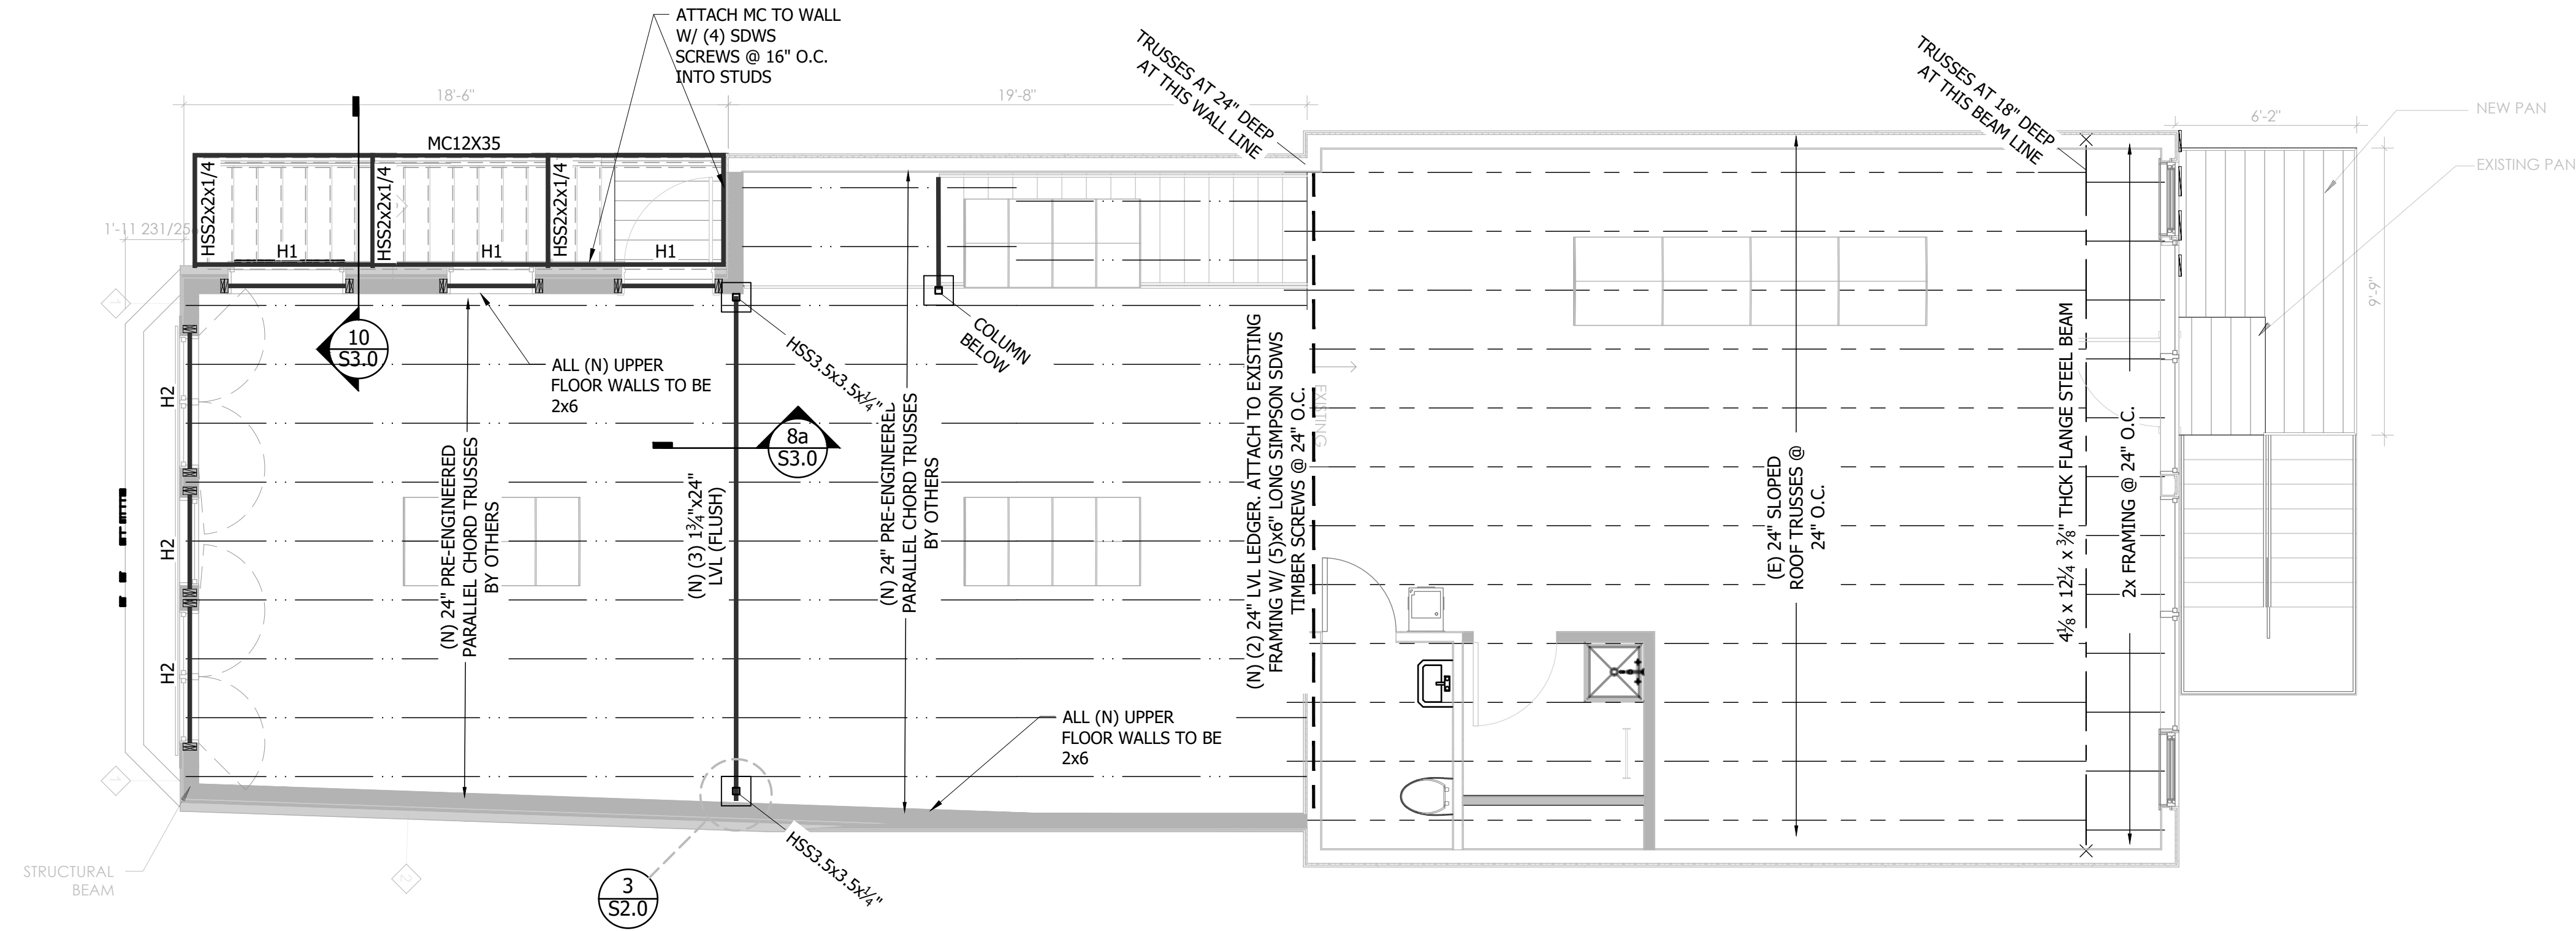 ATTACH MC TO WALL
W/ (4) SDWS
SCREWS @ 16" O.C.
INTO STUDS
TRUSSES AT 24" DEEP
AT THIS WALL LINE
TRUSSES AT 18" DEEP
AT THIS BEAM LINE
18'-6"
19'-8"
6'-2"
NEW PAN
EXISTING PAN
9'-9"
MC12X35
HSS2x2x1/4
HSS2x2x1/4
HSS2x2x1/4
H1
H1
H1
1'-11 231/256
1
10
S3.0
ALL (N) UPPER
FLOOR WALLS TO BE
2x6
HSS3.5x3.5x¼"
COLUMN
BELOW
8a
S3.0
H2
H2
H2
(N) 24" PRE-ENGINEERED
PARALLEL CHORD TRUSSES
BY OTHERS
(N) (3) 1¾"x24"
LVL (FLUSH)
(N) 24" PRE-ENGINEERED
PARALLEL CHORD TRUSSES
BY OTHERS
(N) (2) 24" LVL LEDGER. ATTACH TO EXISTING
FRAMING W/ (5)x6" LONG SIMPSON SDWS
TIMBER SCREWS @ 24" O.C.
EXISTING
(E) 24" SLOPED
ROOF TRUSSES @
24" O.C.
4⅛ x 12¼ x ⅜" THCK FLANGE STEEL BEAM
2x FRAMING @ 24" O.C.
ALL (N) UPPER
FLOOR WALLS TO BE
2x6
1
HSS3.5x3.5x¼"
STRUCTURAL
BEAM
2
3
S2.0